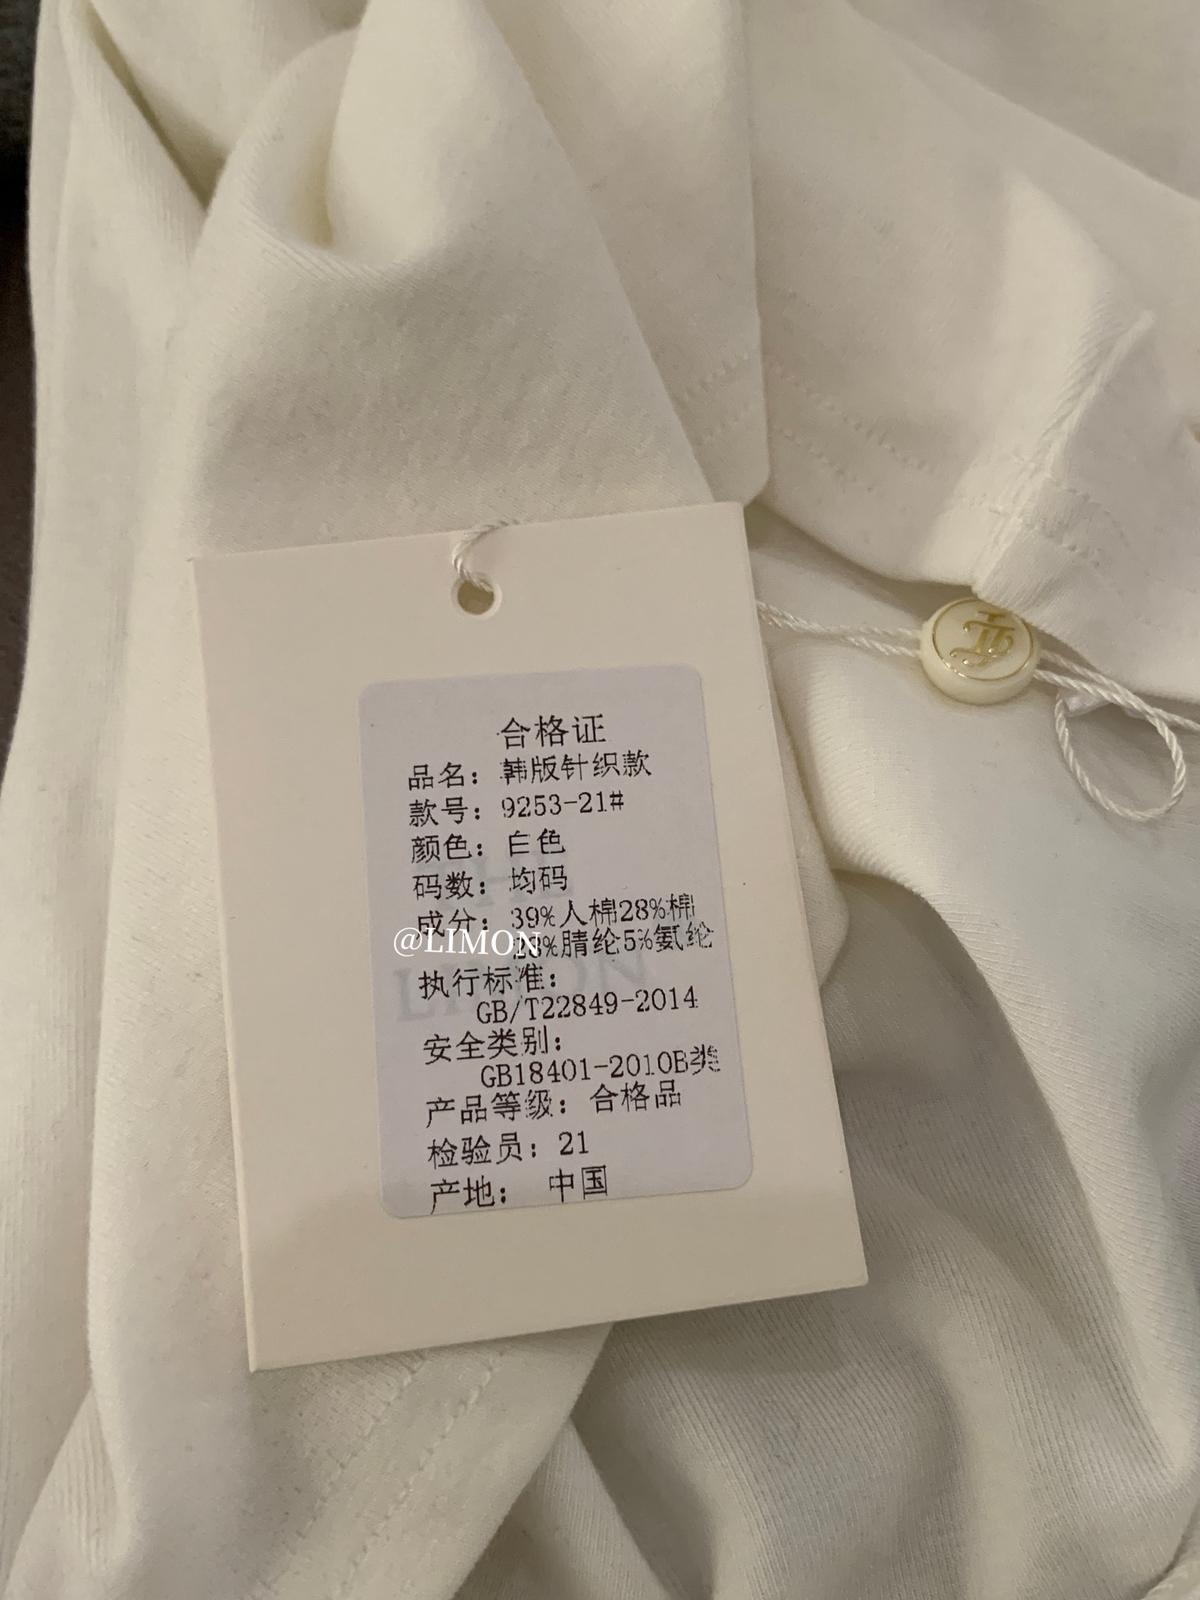 合格证
品名：韩版针织款
款号：9253-21#
颜色：白色
码数：均码
成分：39%人棉28%棉
28%腈纶5%氨纶
@LIMON
执行标准：
GB/T22849-2014
安全类别：
GB18401-2010B类
产品等级：合格品
检验员：21
产地：中国